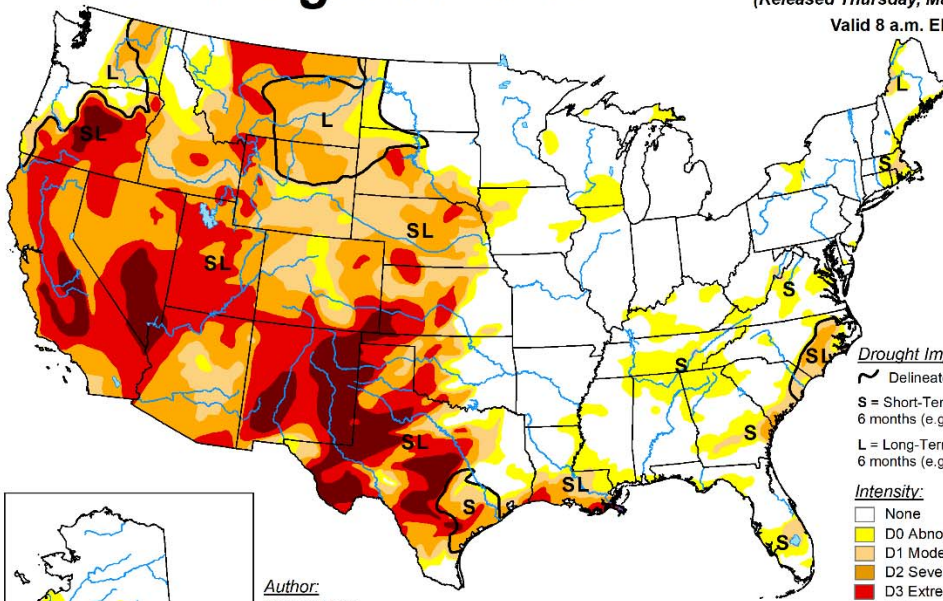 (Released Thursday, M
Valid 8 a.m. E
L
SL
L
SL
SL
SL
S
SL
S
S
SL
S
S
S
L
Drought Im
Delineat
S = Short-Ter
6 months (e.g
L = Long-Ter
6 months (e.g
Intensity:
None
D0 Abno
D1 Mode
D2 Seve
D3 Extre
Author: